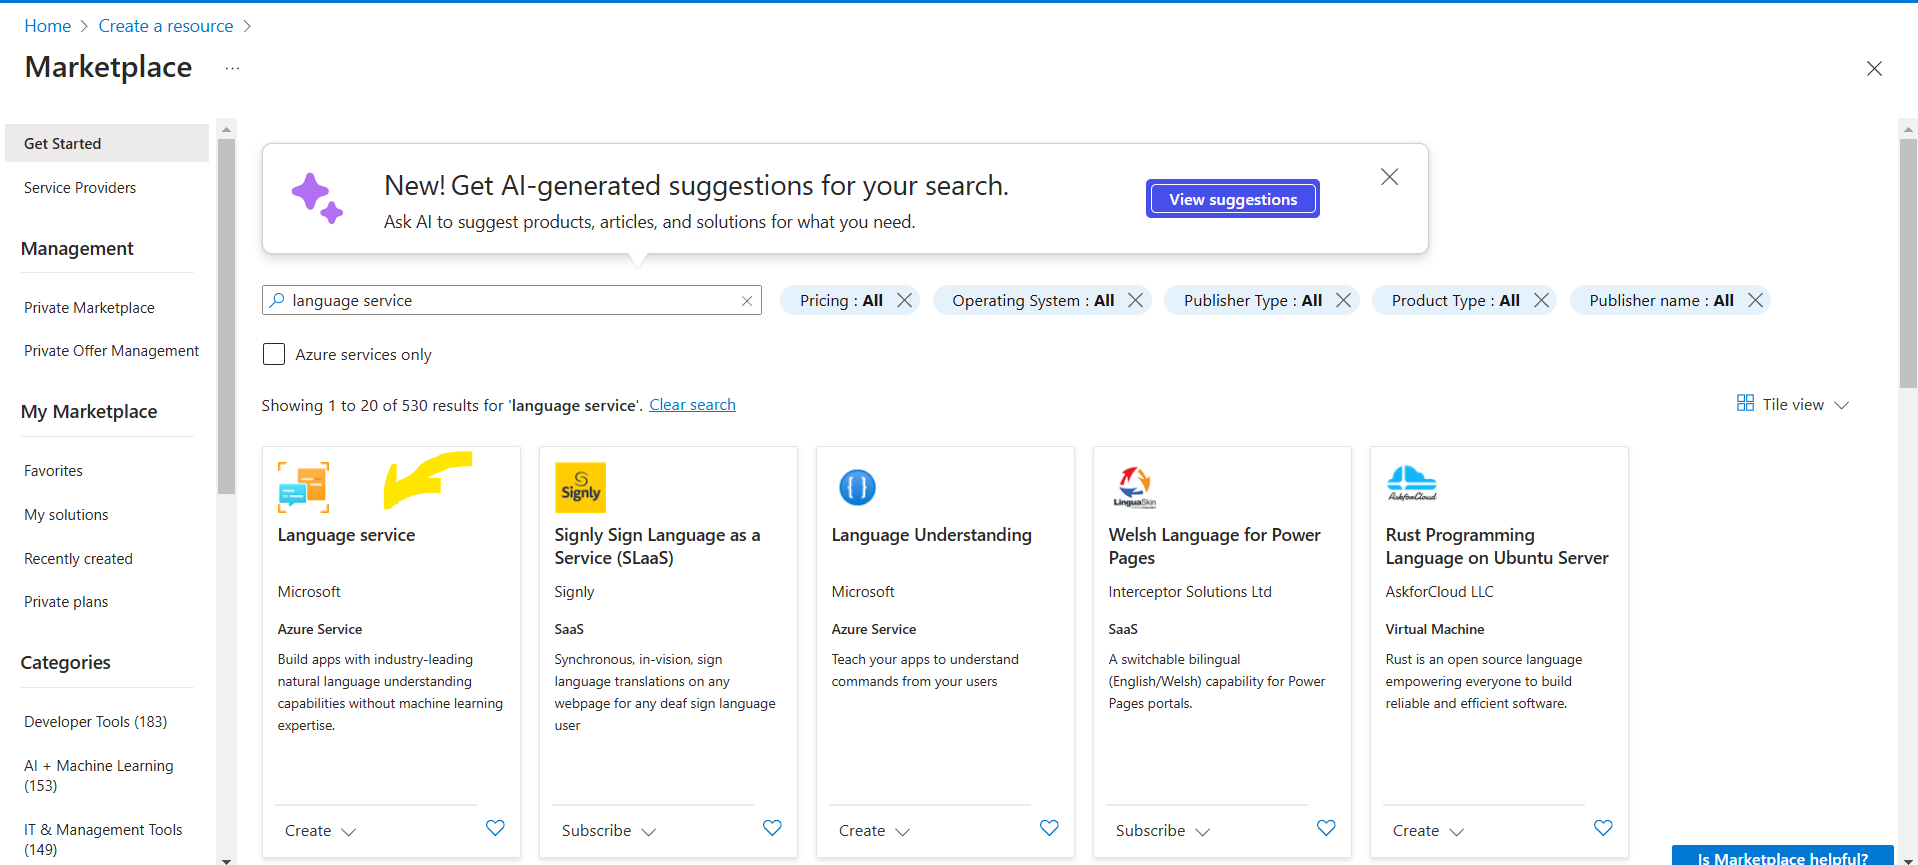 Home > Create a resource >
Marketplace ...
Get Started
Service Providers
Management
Private Marketplace
Private Offer Management
My Marketplace
Favorites
My solutions
Recently created
Private plans
Categories
Developer Tools (183)
AI + Machine Learning
(153)
IT & Management Tools
(149)
New! Get AI-generated suggestions for your search.
Ask AI to suggest products, articles, and solutions for what you need.
View suggestions
language service
Pricing : All
Operating System : All
Publisher Type : All
Product Type : All
Publisher name : All
Azure services only
Showing 1 to 20 of 530 results for 'language service'. Clear search
Tile view
Language service
Microsoft
Azure Service
Build apps with industry-leading
natural language understanding
capabilities without machine learning
expertise.
Create
Signly
Signly Sign Language as a
Service (SLaaS)
Signly
SaaS
Synchronous, in-vision, sign
language translations on any
webpage for any deaf sign language
user
Subscribe
Language Understanding
Microsoft
Azure Service
Teach your apps to understand
commands from your users
Create
LinguaSkin
Welsh Language for Power
Pages
Interceptor Solutions Ltd
SaaS
A switchable bilingual
(English/Welsh) capability for Power
Pages portals.
Subscribe
AskforCloud
Rust Programming
Language on Ubuntu Server
AskforCloud LLC
Virtual Machine
Rust is an open source language
empowering everyone to build
reliable and efficient software.
Create
Is Marketplace helpful?